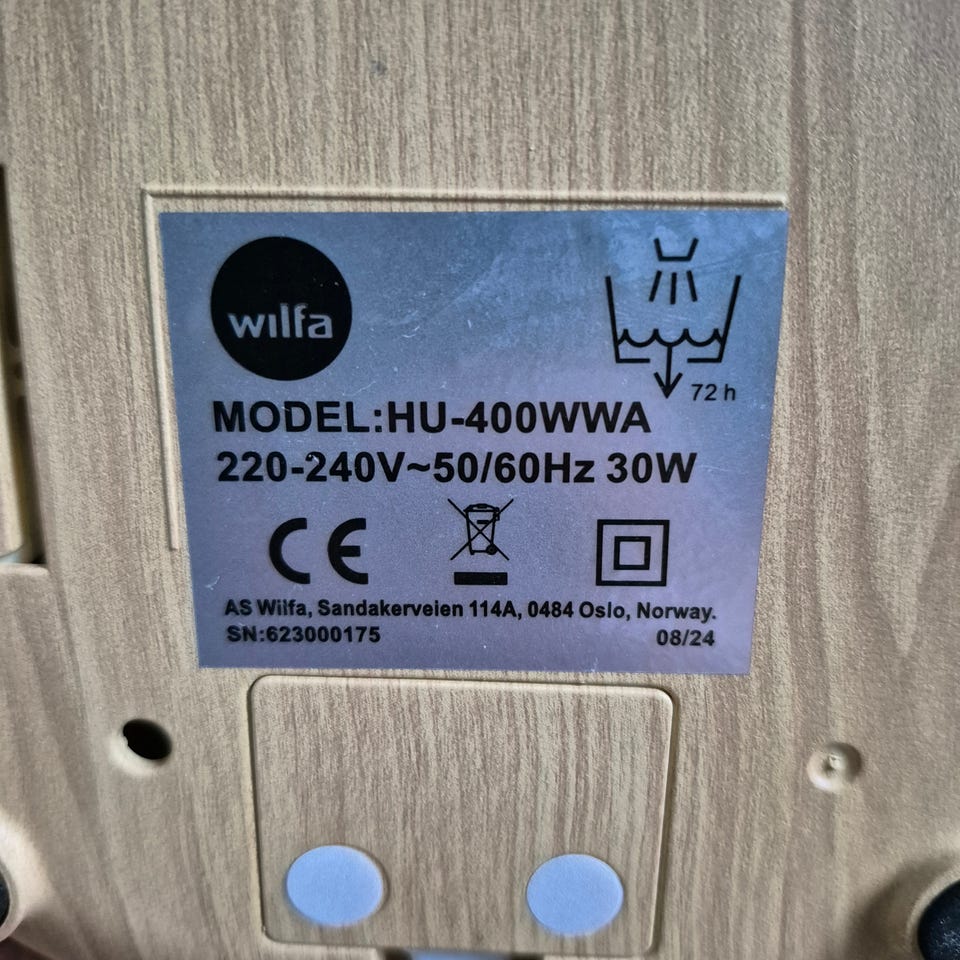 wilfa
72 h
MODEL:HU-400WWA
220-240V~50/60Hz 30W
CE
AS Wilfa, Sandakerveien 114A, 0484 Oslo, Norway.
SN:623000175
08/24